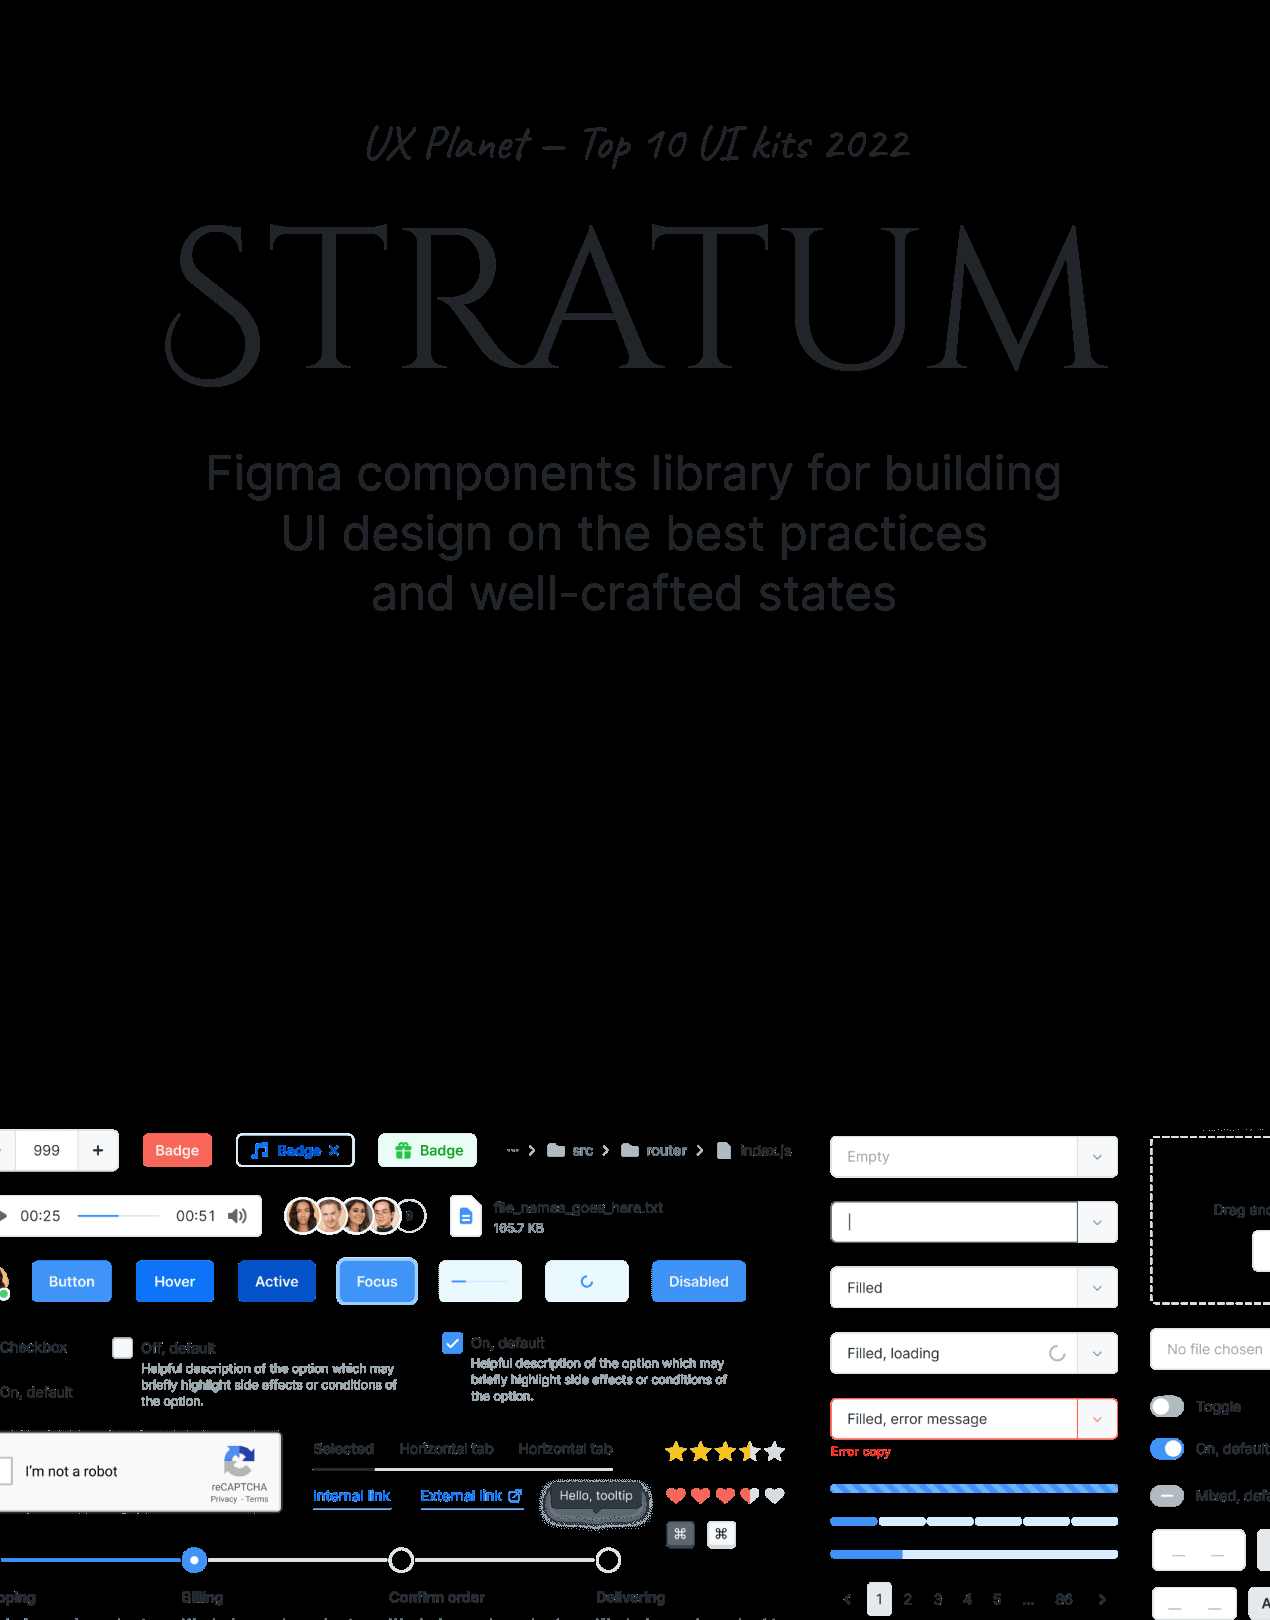 UX Planet — Top 10 UI kits 2022
STRATUM
Figma components library for building
UI design on the best practices
and well-crafted states
999 +
Badge
Badge
Badge
src
router
index.js
00:25 00:51
9
file_names_goes_here.txt
165.7 KB
Button
Hover
Active
Focus
Disabled
Checkbox
Off, default
Helpful description of the option which may
briefly highlight side effects or conditions of
the option.
On, default
Helpful description of the option which may
briefly highlight side effects or conditions of
the option.
On, default
I'm not a robot
reCAPTCHA
Privacy - Terms
Selected
Horizontal tab
Horizontal tab
Internal link
External link
Hello, tooltip
⌘
⌘
Billing
Confirm order
Delivering
Empty
Filled
Filled, loading
Filled, error message
Error copy
1 2 3 4 5 ... 86
Drag
No file chosen
Toggle
On, default
Mixed,